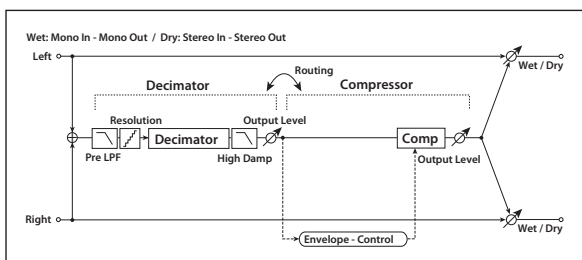 Wet: Mono In - Mono Out / Dry: Stereo In - Stereo Out
Left
Wet / Dry
Routing
Decimator
Compressor
Resolution
Output Level
Decimator
Comp
Pre LPF
High Damp
Output Level
Right
Wet / Dry
Envelope - Control